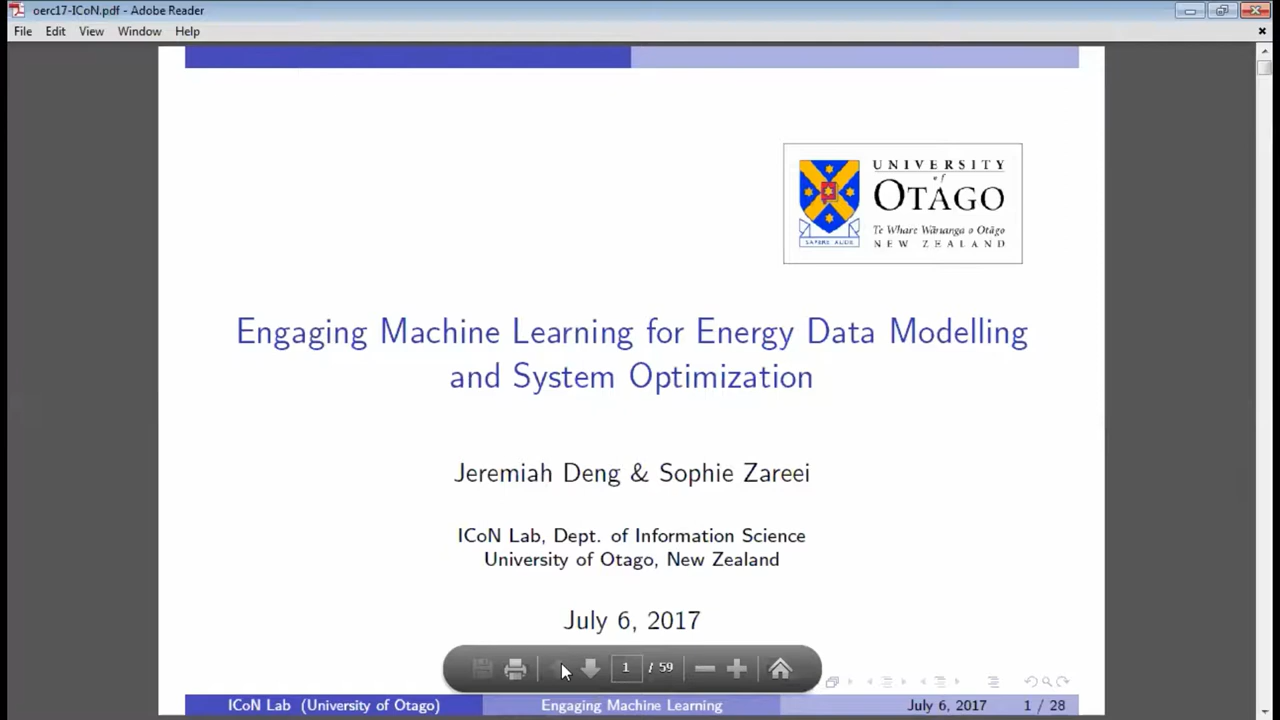 oerc17-ICoN.pdf - Adobe Reader
File Edit View Window Help
UNIVERSITY
of
OTAGO
Te Whare Wānanga o Otāgo
NEW ZEALAND
SAPERE AUDE
Engaging Machine Learning for Energy Data Modelling
and System Optimization
Jeremiah Deng & Sophie Zareei
ICoN Lab, Dept. of Information Science
University of Otago, New Zealand
July 6, 2017
1 / 59
ICoN Lab (University of Otago) Engaging Machine Learning July 6, 2017 1 / 28